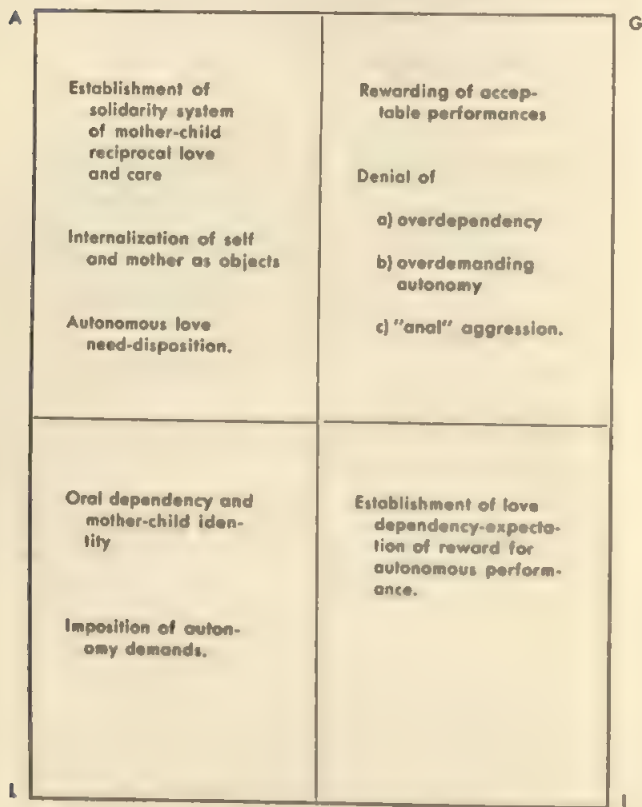 A
G
Establishment of
solidarity system
of mother-child
reciprocal love
and care
Internalization of self
and mother as objects
Autonomous love
need-disposition.
Rewarding of accep-
table performances
Denial of
a) overdependency
b) overdemanding
autonomy
c) "anal" aggression.
Oral dependency and
mother-child iden-
tity
Imposition of auton-
omy demands.
Establishment of love
dependency-expecta-
tion of reward for
autonomous perform-
ance.
L
I